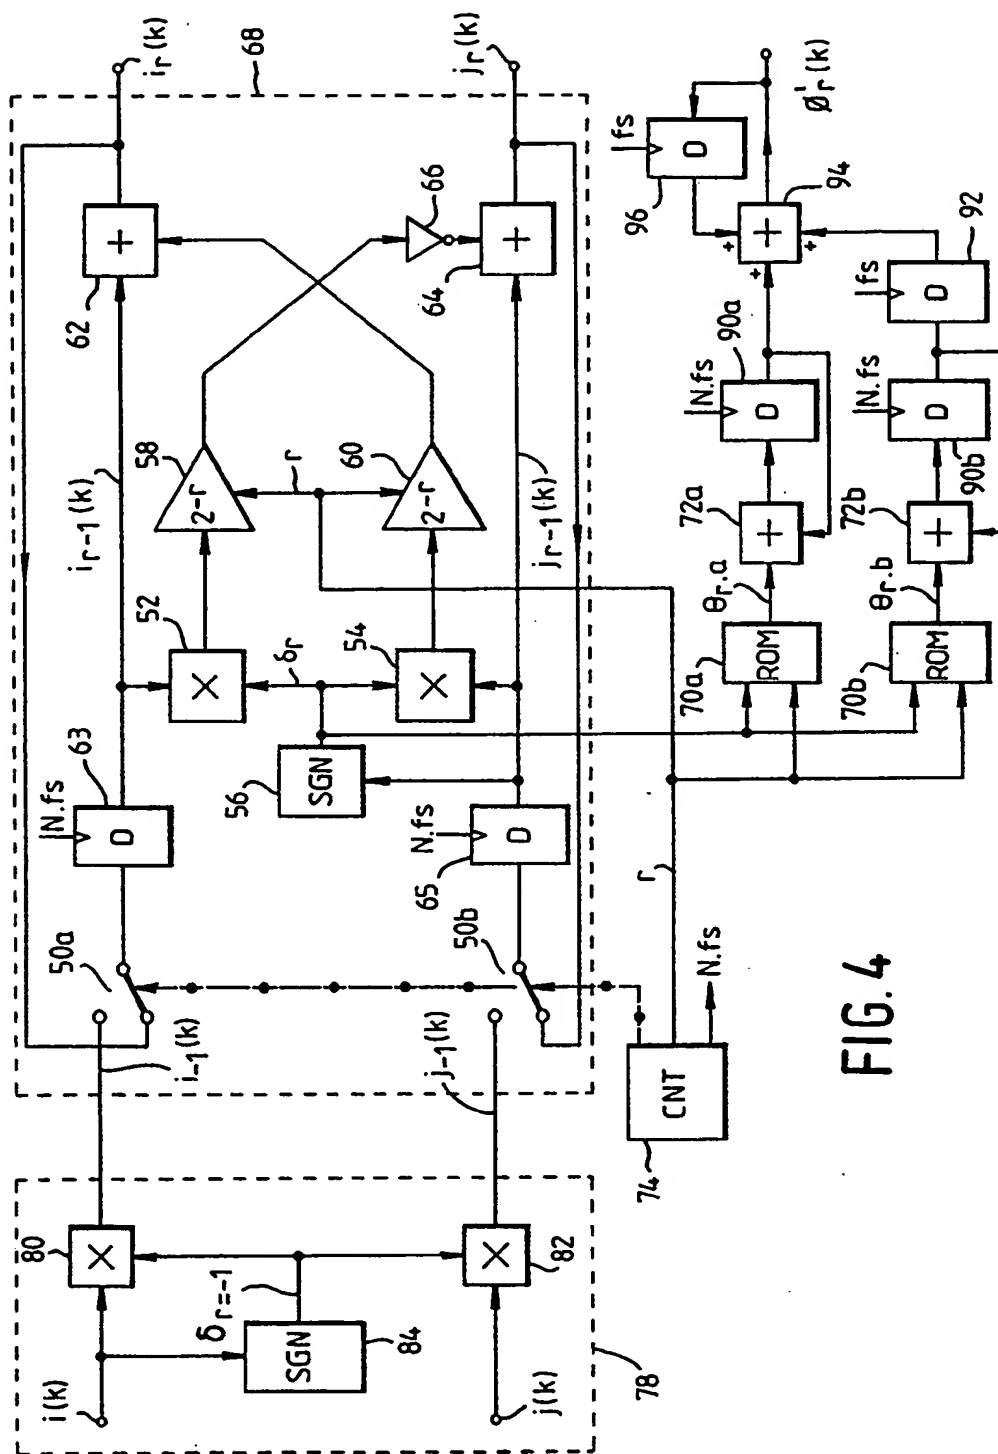 i(k)
j(k)
80
×
82
×
SGN
84
δr=-1
78
i-1(k)
j-1(k)
50a
50b
63
N.fs
D
65
N.fs
D
56
SGN
52
×
54
×
δr
ir-1(k)
jr-1(k)
58
2-r
60
2-r
r
62
+
64
+
66
68
ir(k)
jr(k)
74
CNT
r
N.fs
70a
ROM
70b
ROM
θr.a
θr.b
72a
+
72b
+
90a
N.fs
D
90b
N.fs
D
92
fs
D
94
+
+
+
+
96
fs
D
Ø'r(k)
FIG. 4